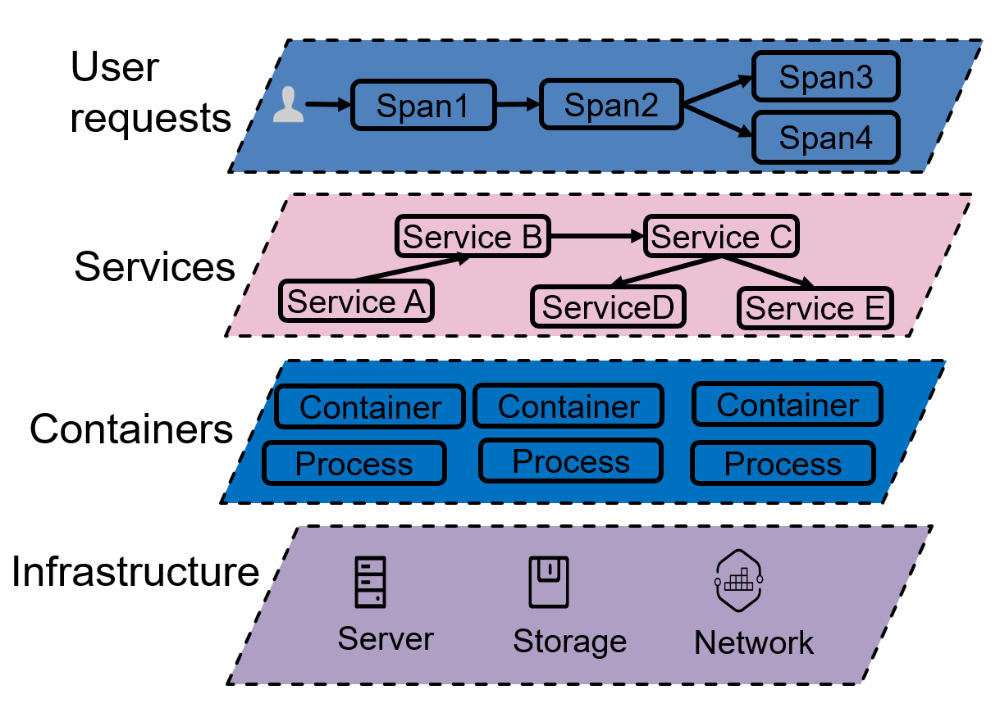 User
requests
Span1
Span2
Span3
Span4
Services
Service B
Service C
Service A
ServiceD
Service E
Containers
Container
Container
Container
Process
Process
Process
Infrastructure
Server
Storage
Network